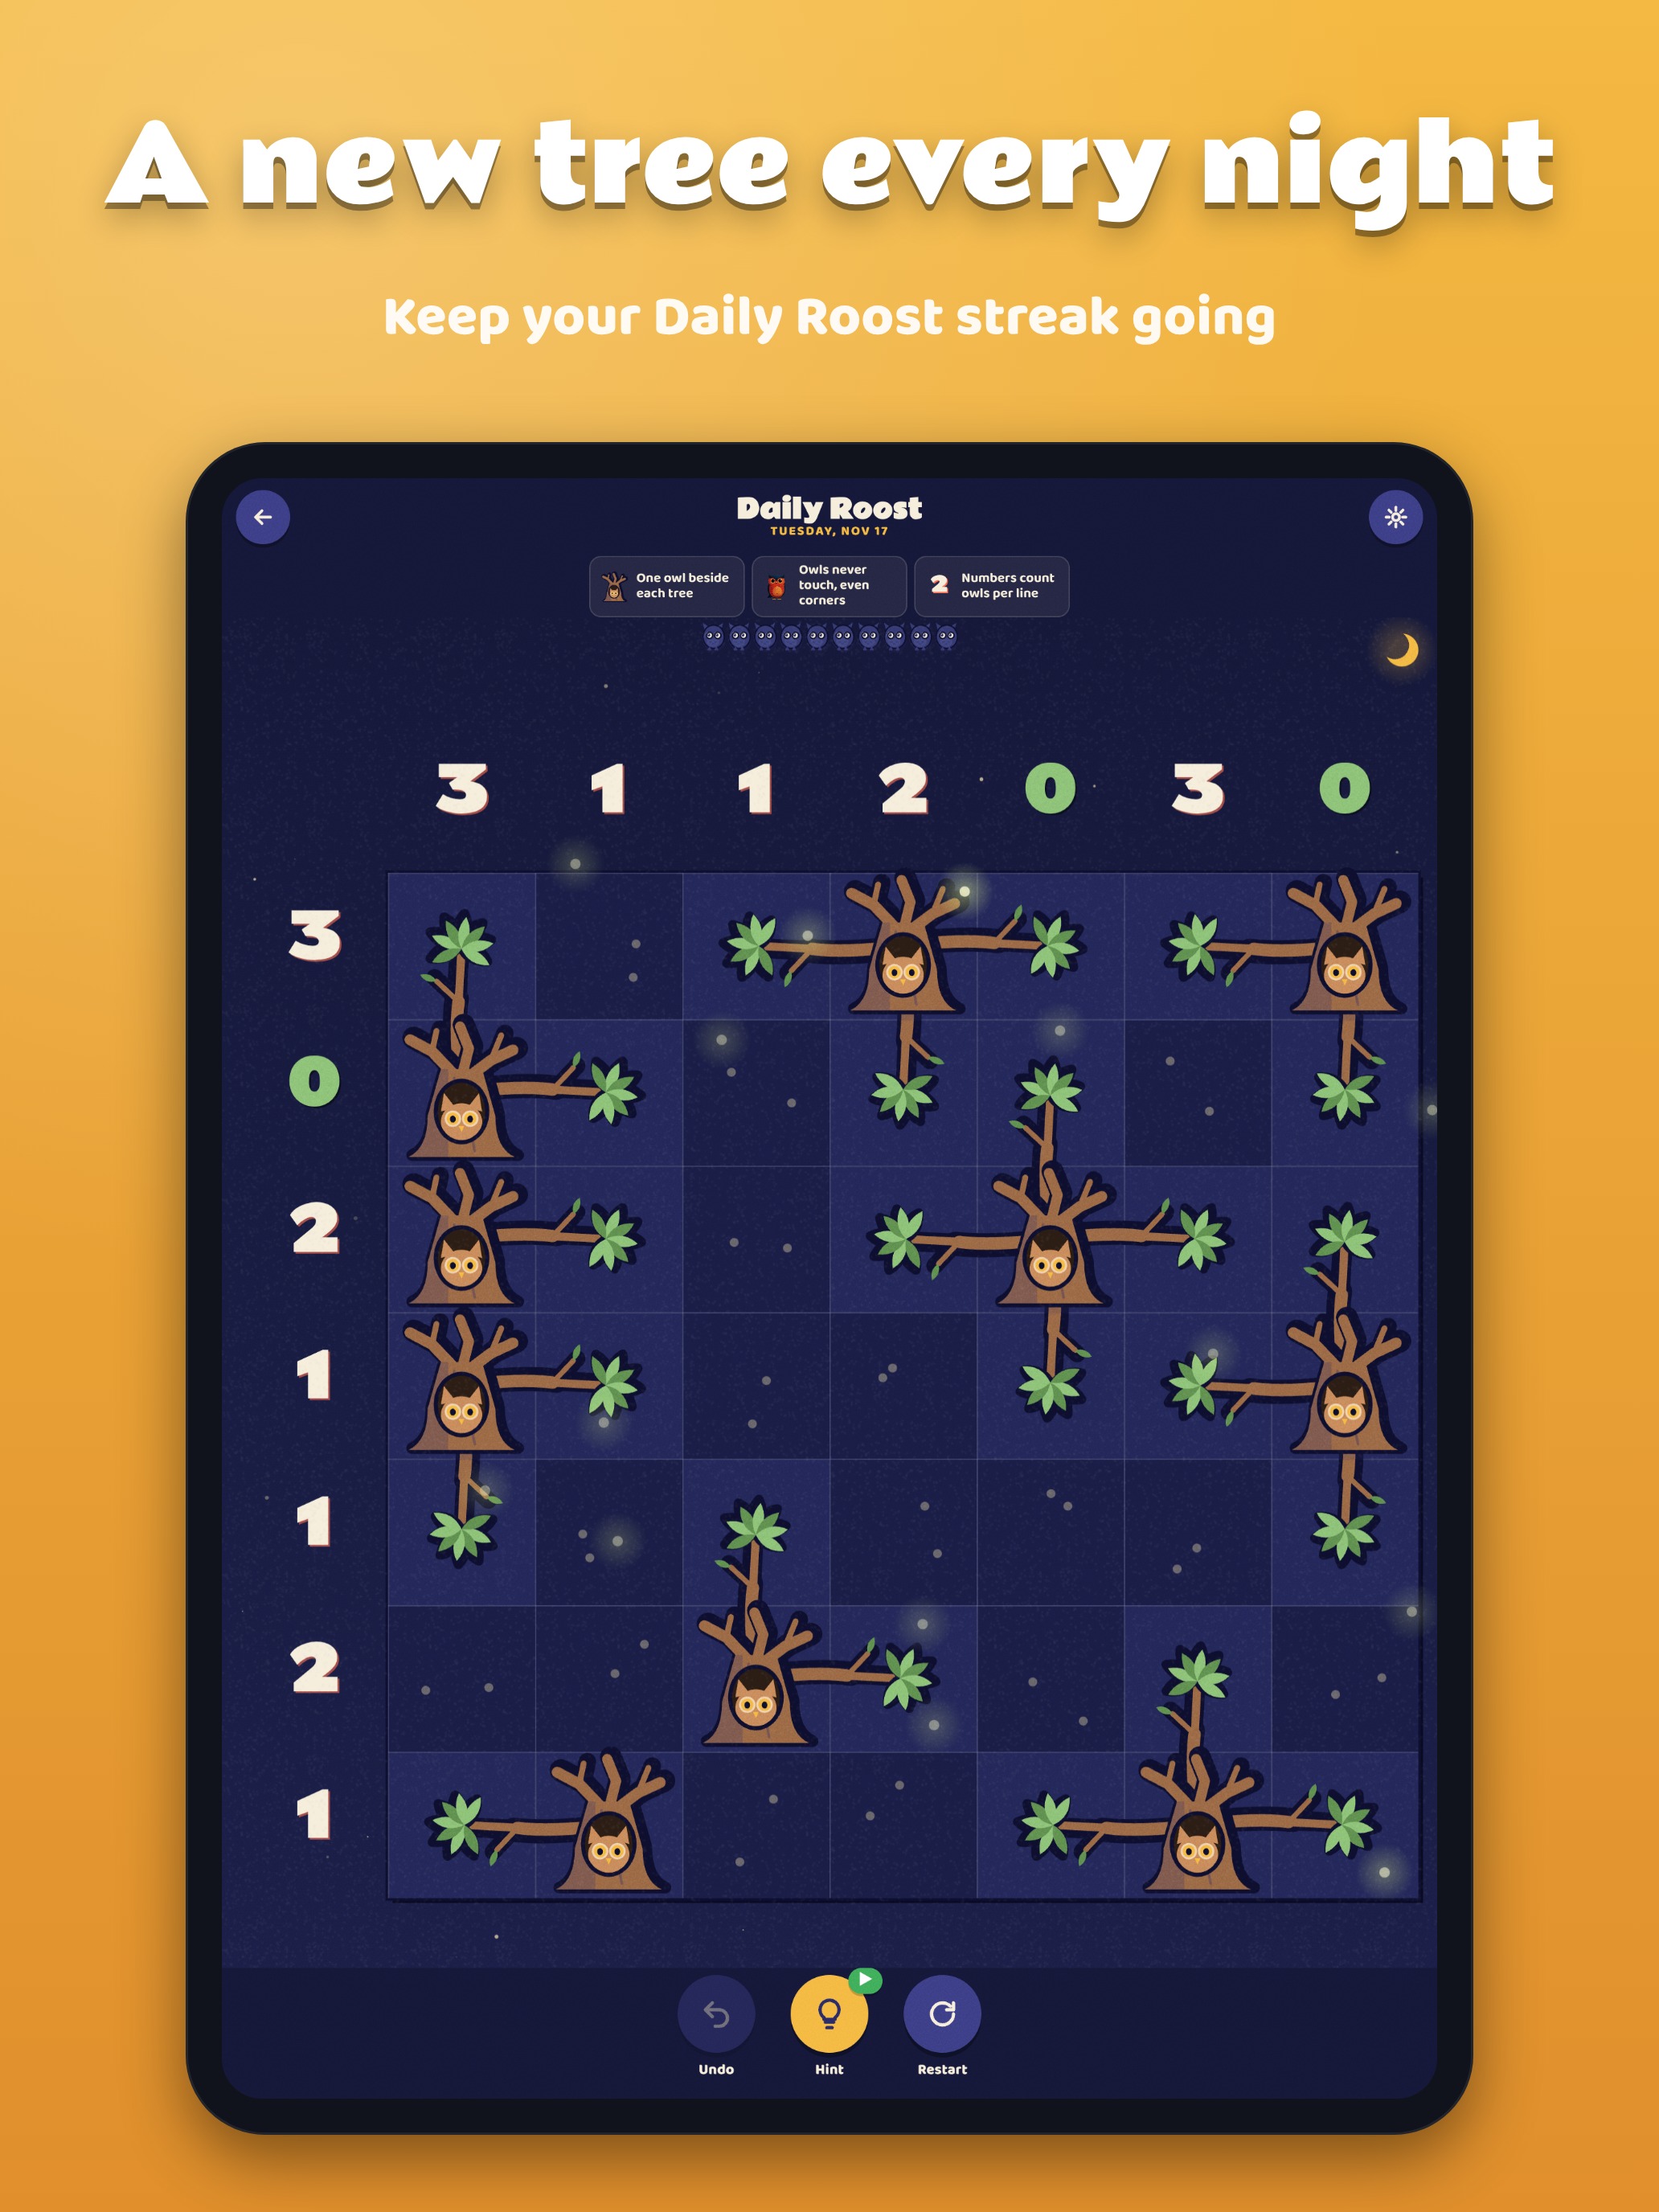 A new tree every night
Keep your Daily Roost streak going
Daily Roost
TUESDAY, NOV 17
One owl beside
each tree
Owls never
touch, even
corners
2
Numbers count
owls per line
3 1 1 2 0 3 0
3
0
2
1
1
2
1
Undo
Hint
Restart